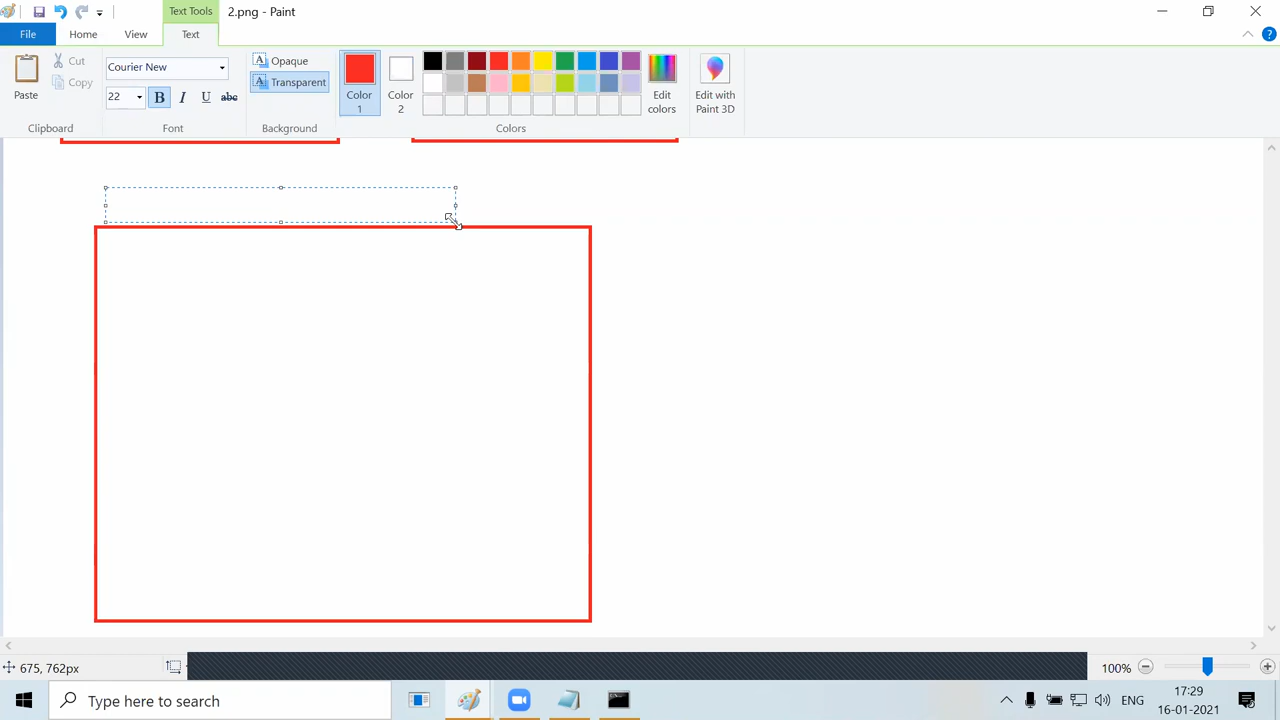 Text Tools
2.png - Paint
File
Home
View
Text
?
Paste
Cut
Copy
Clipboard
Courier New
22
B
I
U
abc
Font
A
Opaque
A
Transparent
Background
Color
1
Color
2
Edit
colors
Colors
Edit with
Paint 3D
675, 762px
100%
Type here to search
ENG
17:29
16-01-2021